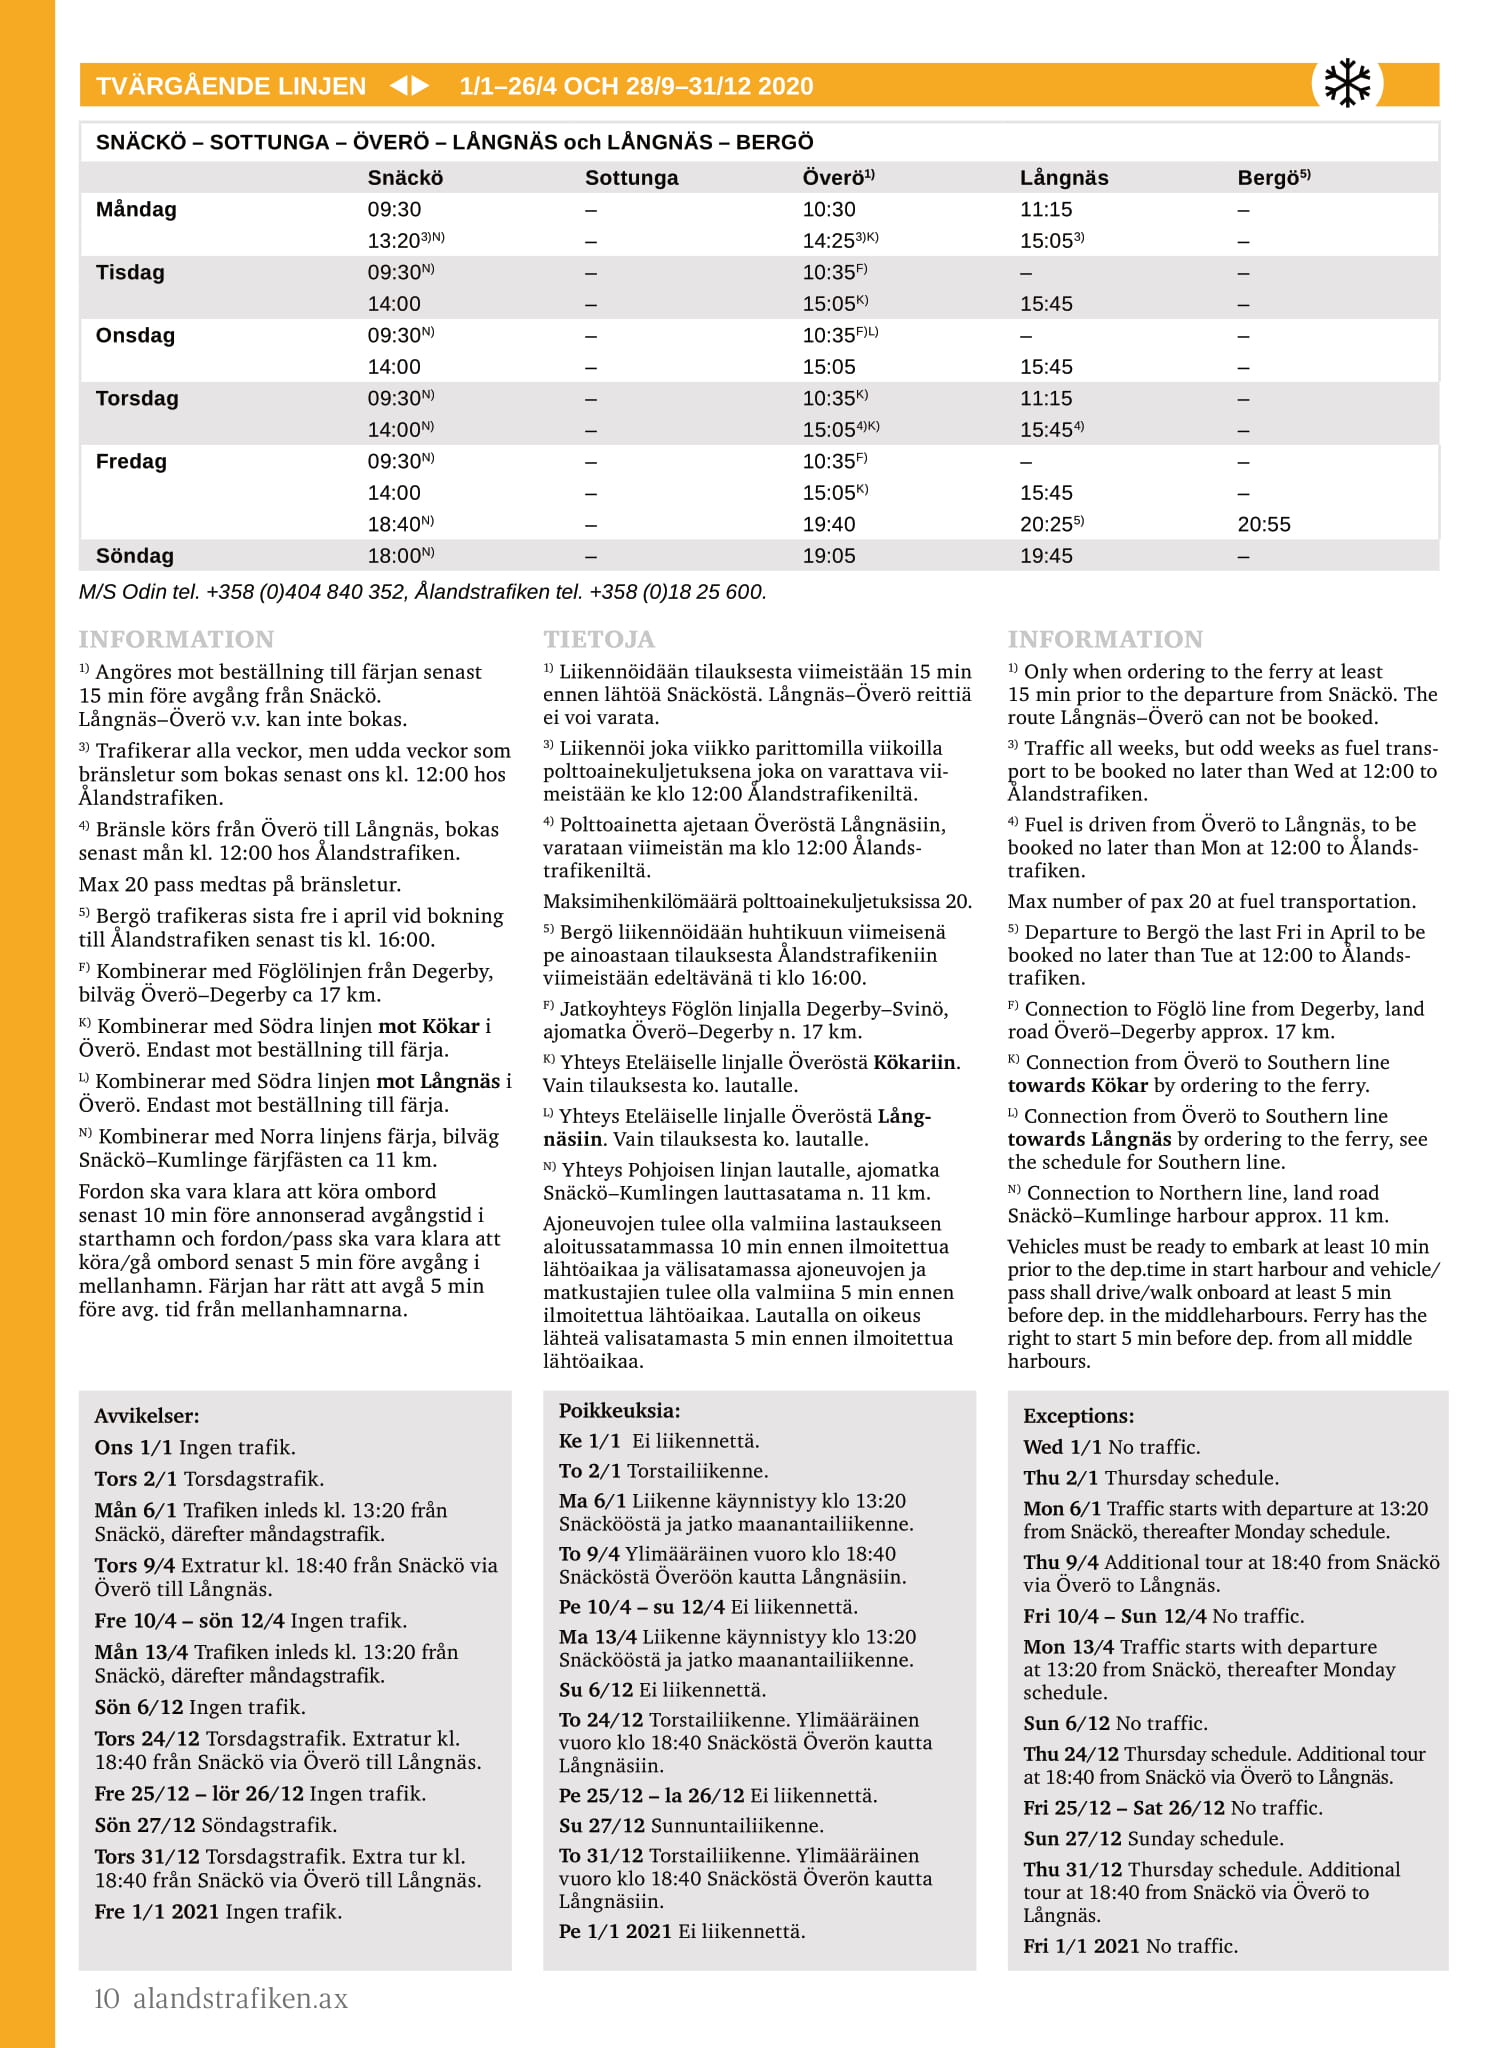 TVÄRGÅENDE LINJEN ◀▶ 1/1–26/4 OCH 28/9–31/12 2020
SNÄCKÖ – SOTTUNGA – ÖVERÖ – LÅNGNÄS och LÅNGNÄS – BERGÖ
Snäckö Sottunga Överö1) Långnäs Bergö5)
Måndag 09:30 – 10:30 11:15 –
13:203)N) – 14:253)K) 15:053) –
Tisdag 09:30N) – 10:35F) – –
14:00 – 15:05K) 15:45 –
Onsdag 09:30N) – 10:35F)L) – –
14:00 – 15:05 15:45 –
Torsdag 09:30N) – 10:35K) 11:15 –
14:00N) – 15:054)K) 15:454) –
Fredag 09:30N) – 10:35F) – –
14:00 – 15:05K) 15:45 –
18:40N) – 19:40 20:255) 20:55
Söndag 18:00N) – 19:05 19:45 –
M/S Odin tel. +358 (0)404 840 352, Ålandstrafiken tel. +358 (0)18 25 600.
INFORMATION
1) Angöres mot beställning till färjan senast
15 min före avgång från Snäckö.
Långnäs–Överö v.v. kan inte bokas.
3) Trafikerar alla veckor, men udda veckor som
bränsletur som bokas senast ons kl. 12:00 hos
Ålandstrafiken.
4) Bränsle körs från Överö till Långnäs, bokas
senast mån kl. 12:00 hos Ålandstrafiken.
Max 20 pass medtas på bränsletur.
5) Bergö trafikeras sista fre i april vid bokning
till Ålandstrafiken senast tis kl. 16:00.
F) Kombinerar med Föglölinjen från Degerby,
bilväg Överö–Degerby ca 17 km.
K) Kombinerar med Södra linjen mot Kökar i
Överö. Endast mot beställning till färja.
L) Kombinerar med Södra linjen mot Långnäs i
Överö. Endast mot beställning till färja.
N) Kombinerar med Norra linjens färja, bilväg
Snäckö–Kumlinge färjfästen ca 11 km.
Fordon ska vara klara att köra ombord
senast 10 min före annonserad avgångstid i
starthamn och fordon/pass ska vara klara att
köra/gå ombord senast 5 min före avgång i
mellanhamn. Färjan har rätt att avgå 5 min
före avg. tid från mellanhamnarna.
TIETOJA
1) Liikennöidään tilauksesta viimeistään 15 min
ennen lähtöä Snäcköstä. Långnäs–Överö reittiä
ei voi varata.
3) Liikennöi joka viikko parittomilla viikoilla
polttoainekuljetuksena joka on varattava vii-
meistään ke klo 12:00 Ålandstrafikeniltä.
4) Polttoainetta ajetaan Överöstä Långnäsiin,
varataan viimeistän ma klo 12:00 Ålands-
trafikeniltä.
Maksimihenkilömäärä polttoainekuljetuksissa 20.
5) Bergö liikennöidään huhtikuun viimeisenä
pe ainoastaan tilauksesta Ålandstrafikeniin
viimeistään edeltävänä ti klo 16:00.
F) Jatkoyhteys Föglön linjalla Degerby–Svinö,
ajomatka Överö–Degerby n. 17 km.
K) Yhteys Eteläiselle linjalle Överöstä Kökariin.
Vain tilauksesta ko. lautalle.
L) Yhteys Eteläiselle linjalle Överöstä Lång-
näsiin. Vain tilauksesta ko. lautalle.
N) Yhteys Pohjoisen linjan lautalle, ajomatka
Snäckö–Kumlingen lauttasatama n. 11 km.
Ajoneuvojen tulee olla valmiina lastaukseen
aloitussatammassa 10 min ennen ilmoitettua
lähtöaikaa ja välisatamassa ajoneuvojen ja
matkustajien tulee olla valmiina 5 min ennen
ilmoitettua lähtöaikaa. Lautalla on oikeus
lähteä valisatamasta 5 min ennen ilmoitettua
lähtöaikaa.
INFORMATION
1) Only when ordering to the ferry at least
15 min prior to the departure from Snäckö. The
route Långnäs–Överö can not be booked.
3) Traffic all weeks, but odd weeks as fuel trans-
port to be booked no later than Wed at 12:00 to
Ålandstrafiken.
4) Fuel is driven from Överö to Långnäs, to be
booked no later than Mon at 12:00 to Ålands-
trafiken.
Max number of pax 20 at fuel transportation.
5) Departure to Bergö the last Fri in April to be
booked no later than Tue at 12:00 to Ålands-
trafiken.
F) Connection to Föglö line from Degerby, land
road Överö–Degerby approx. 17 km.
K) Connection from Överö to Southern line
towards Kökar by ordering to the ferry.
L) Connection from Överö to Southern line
towards Långnäs by ordering to the ferry, see
the schedule for Southern line.
N) Connection to Northern line, land road
Snäckö–Kumlinge harbour approx. 11 km.
Vehicles must be ready to embark at least 10 min
prior to the dep.time in start harbour and vehicle/
pass shall drive/walk onboard at least 5 min
before dep. in the middleharbours. Ferry has the
right to start 5 min before dep. from all middle
harbours.
Avvikelser:
Ons 1/1 Ingen trafik.
Tors 2/1 Torsdagstrafik.
Mån 6/1 Trafiken inleds kl. 13:20 från
Snäckö, därefter måndagstrafik.
Tors 9/4 Extratur kl. 18:40 från Snäckö via
Överö till Långnäs.
Fre 10/4 – sön 12/4 Ingen trafik.
Mån 13/4 Trafiken inleds kl. 13:20 från
Snäckö, därefter måndagstrafik.
Sön 6/12 Ingen trafik.
Tors 24/12 Torsdagstrafik. Extratur kl.
18:40 från Snäckö via Överö till Långnäs.
Fre 25/12 – lör 26/12 Ingen trafik.
Sön 27/12 Söndagstrafik.
Tors 31/12 Torsdagstrafik. Extra tur kl.
18:40 från Snäckö via Överö till Långnäs.
Fre 1/1 2021 Ingen trafik.
Poikkeuksia:
Ke 1/1 Ei liikennettä.
To 2/1 Torstailiikenne.
Ma 6/1 Liikenne käynnistyy klo 13:20
Snäckööstä ja jatko maanantailiikenne.
To 9/4 Ylimääräinen vuoro klo 18:40
Snäcköstä Överöön kautta Långnäsiin.
Pe 10/4 – su 12/4 Ei liikennettä.
Ma 13/4 Liikenne käynnistyy klo 13:20
Snäckööstä ja jatko maanantailiikenne.
Su 6/12 Ei liikennettä.
To 24/12 Torstailiikenne. Ylimääräinen
vuoro klo 18:40 Snäcköstä Överön kautta
Långnäsiin.
Pe 25/12 – la 26/12 Ei liikennettä.
Su 27/12 Sunnuntailiikenne.
To 31/12 Torstailiikenne. Ylimääräinen
vuoro klo 18:40 Snäcköstä Överön kautta
Långnäsiin.
Pe 1/1 2021 Ei liikennettä.
Exceptions:
Wed 1/1 No traffic.
Thu 2/1 Thursday schedule.
Mon 6/1 Traffic starts with departure at 13:20
from Snäckö, thereafter Monday schedule.
Thu 9/4 Additional tour at 18:40 from Snäckö
via Överö to Långnäs.
Fri 10/4 – Sun 12/4 No traffic.
Mon 13/4 Traffic starts with departure
at 13:20 from Snäckö, thereafter Monday
schedule.
Sun 6/12 No traffic.
Thu 24/12 Thursday schedule. Additional tour
at 18:40 from Snäckö via Överö to Långnäs.
Fri 25/12 – Sat 26/12 No traffic.
Sun 27/12 Sunday schedule.
Thu 31/12 Thursday schedule. Additional
tour at 18:40 from Snäckö via Överö to
Långnäs.
Fri 1/1 2021 No traffic.
10 alandstrafiken.ax